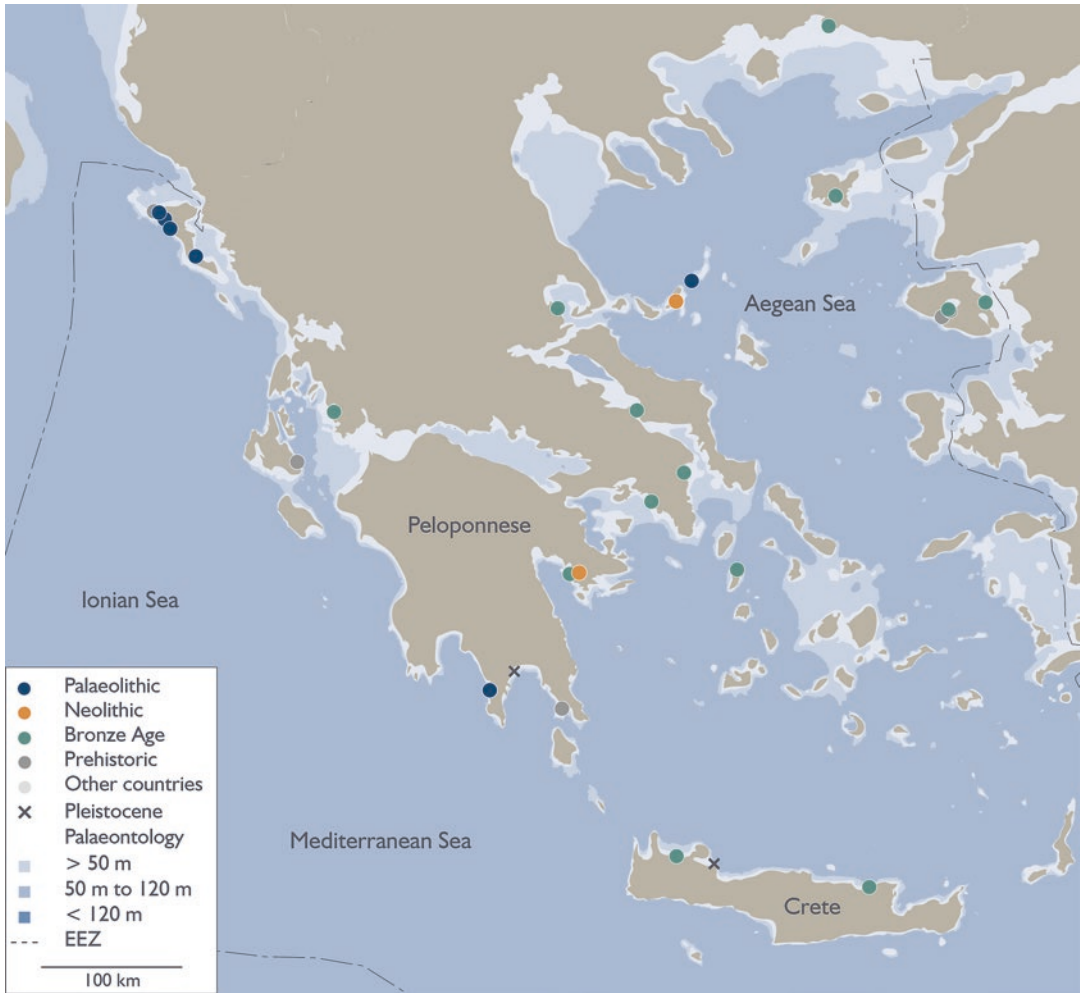 Aegean Sea
Peloponnese
Ionian Sea
Mediterranean Sea
Crete
Palaeolithic
Neolithic
Bronze Age
Prehistoric
Other countries
Pleistocene
Palaeontology
> 50 m
50 m to 120 m
< 120 m
EEZ
100 km